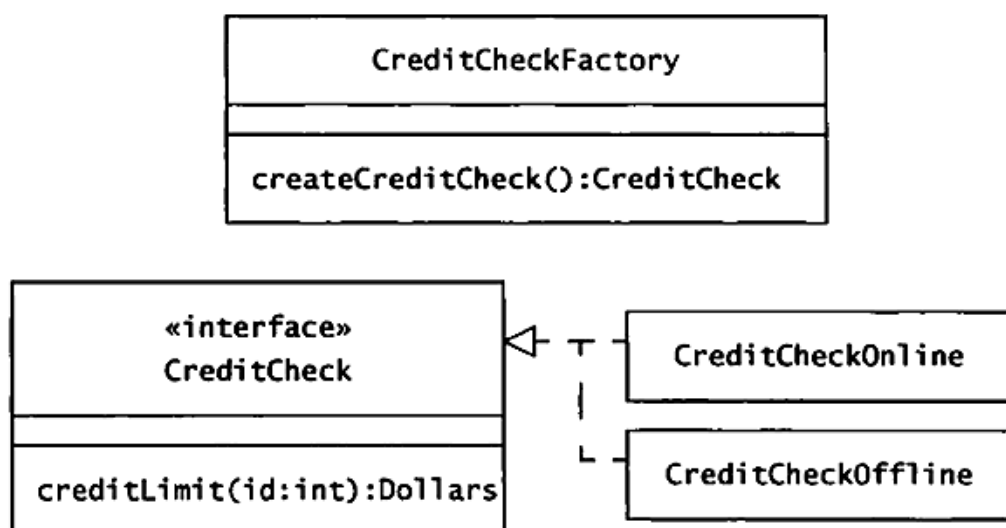 CreditCheckFactory
createCreditCheck():CreditCheck
«interface»
CreditCheck
creditLimit(id:int):Dollars
CreditCheckOnline
CreditCheckOffline